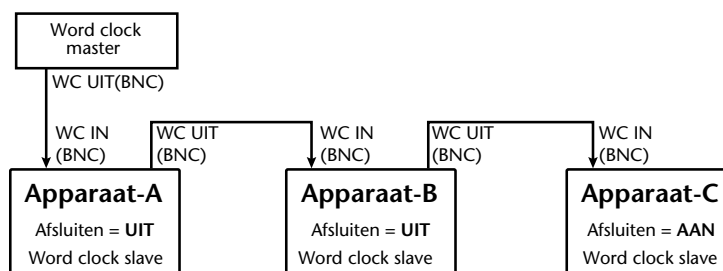 Word clock
master
WC UIT(BNC)
WC IN
(BNC)
WC UIT
(BNC)
WC IN
(BNC)
WC UIT
(BNC)
WC IN
(BNC)
Apparaat-A
Afsluiten = UIT
Word clock slave
Apparaat-B
Afsluiten = UIT
Word clock slave
Apparaat-C
Afsluiten = AAN
Word clock slave